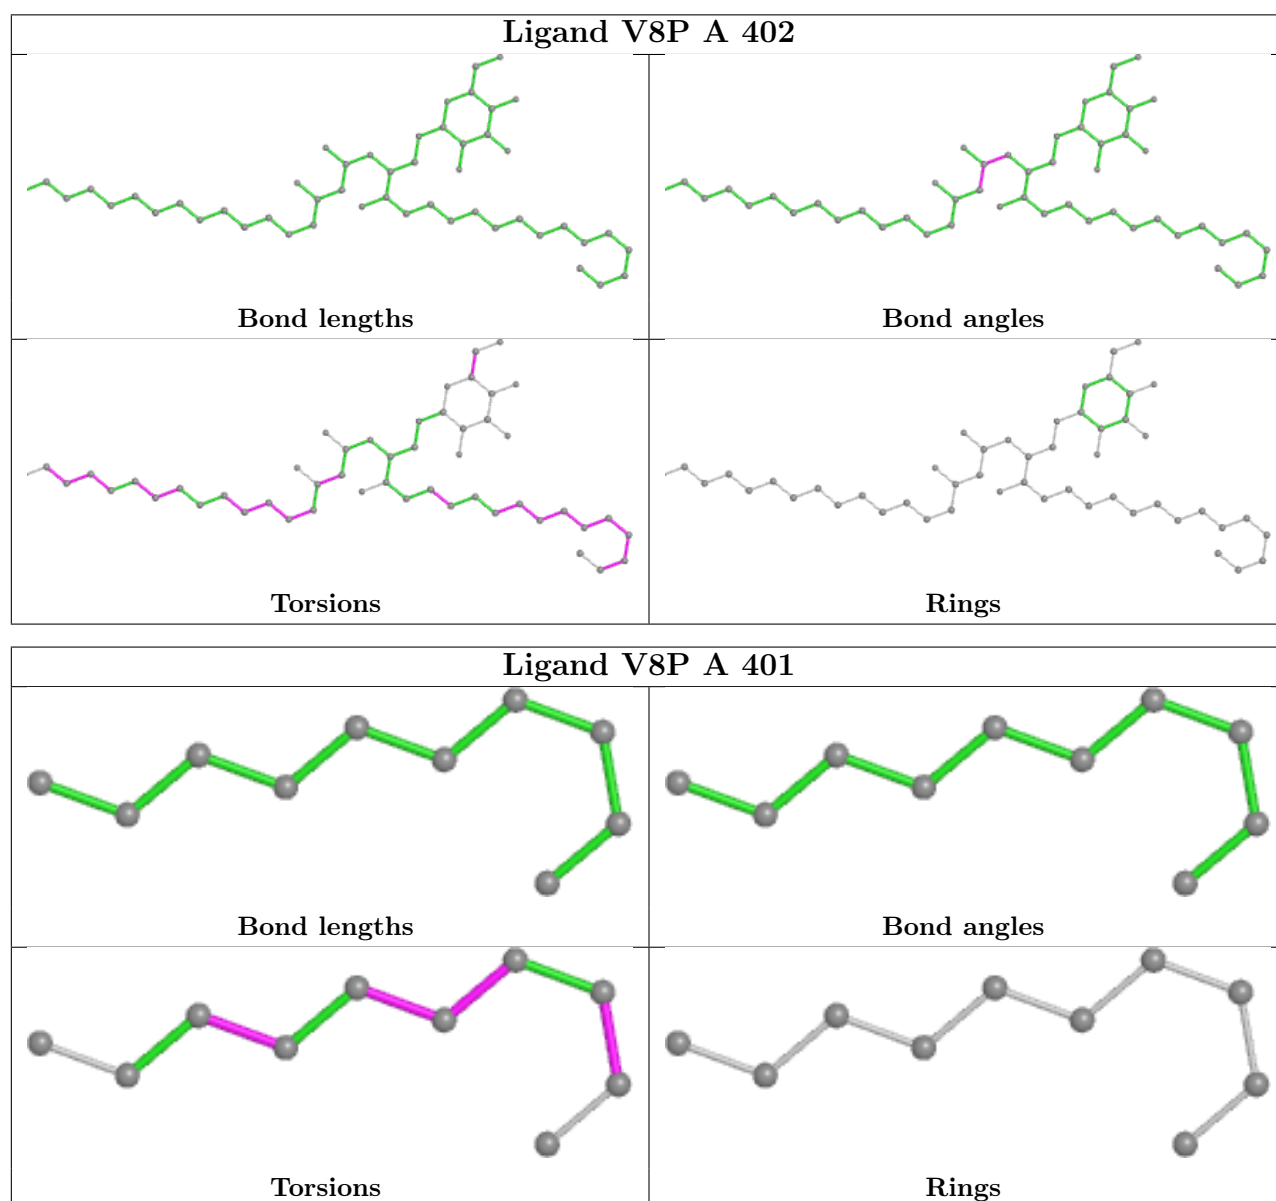 Ligand V8P A 402
Bond lengths
Bond angles
Torsions
Rings
Ligand V8P A 401
Bond lengths
Bond angles
Torsions
Rings